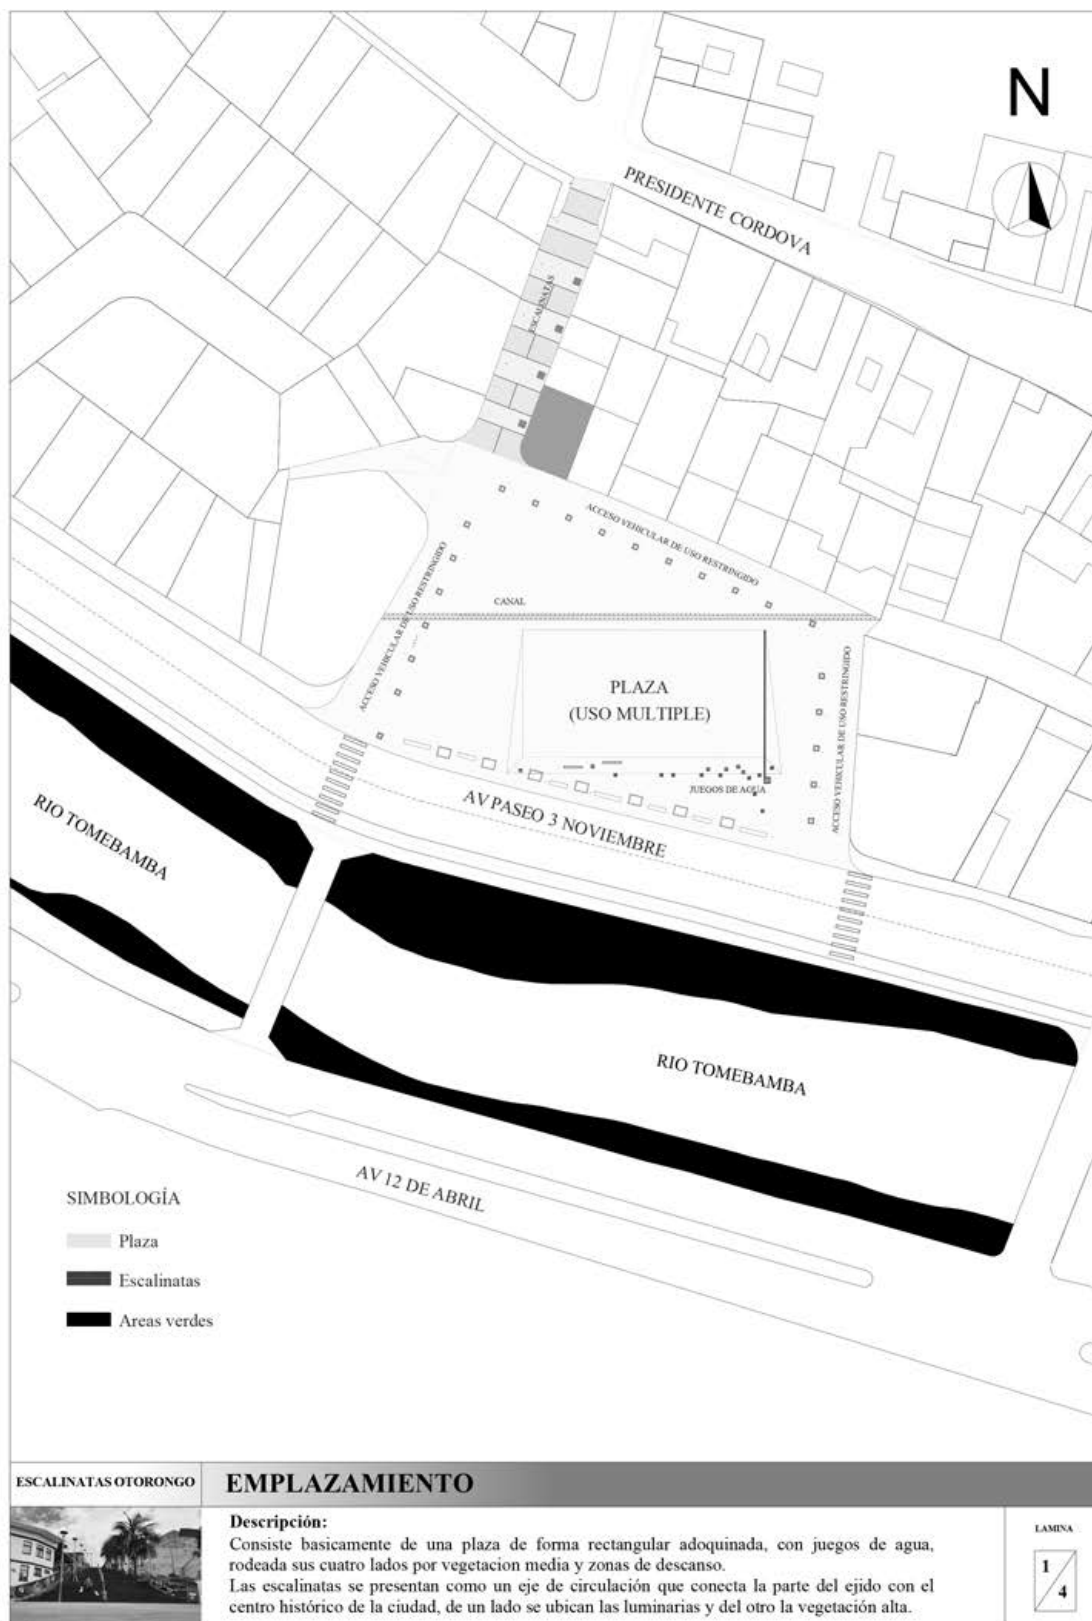 N
PRESIDENTE CORDOVA
ESCALINATAS
ACCESO VEHICULAR DE USO RESTRINGIDO
ACCESO VEHICULAR DE USO RESTRINGIDO
CANAL
PLAZA
(USO MULTIPLE)
ACCESO VEHICULAR DE USO RESTRINGIDO
JUEGOS DE AGUA
AV PASEO 3 NOVIEMBRE
RIO TOMEBAMBA
RIO TOMEBAMBA
AV 12 DE ABRIL
SIMBOLOGÍA
Plaza
Escalinatas
Areas verdes
ESCALINATAS OTORONGO
EMPLAZAMIENTO
Descripción:
Consiste basicamente de una plaza de forma rectangular adoquinada, con juegos de agua,
rodeada sus cuatro lados por vegetacion media y zonas de descanso.
Las escalinatas se presentan como un eje de circulación que conecta la parte del ejido con el
centro histórico de la ciudad, de un lado se ubican las luminarias y del otro la vegetación alta.
LAMINA
1
4